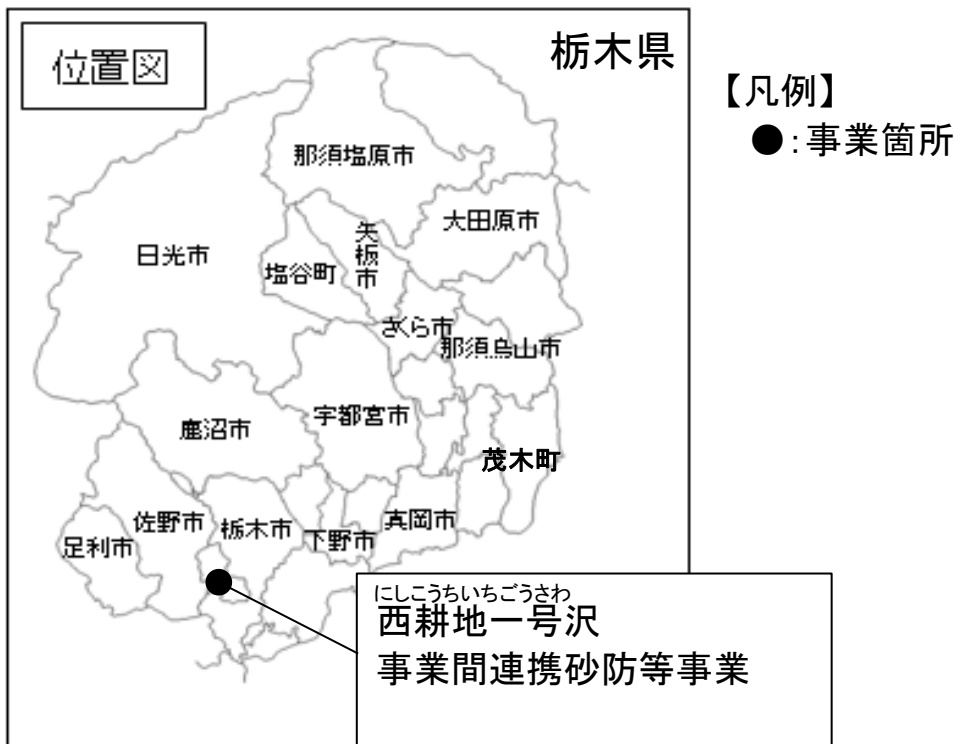 位置図
栃木県
【凡例】
●:事業箇所
那須塩原市
大田原市
矢板市
日光市
塩谷町
さくら市
那須烏山市
鹿沼市
宇都宮市
茂木町
佐野市
栃木市
下野市
真岡市
足利市
にしこうちいちごうさわ
西耕地一号沢
事業間連携砂防等事業